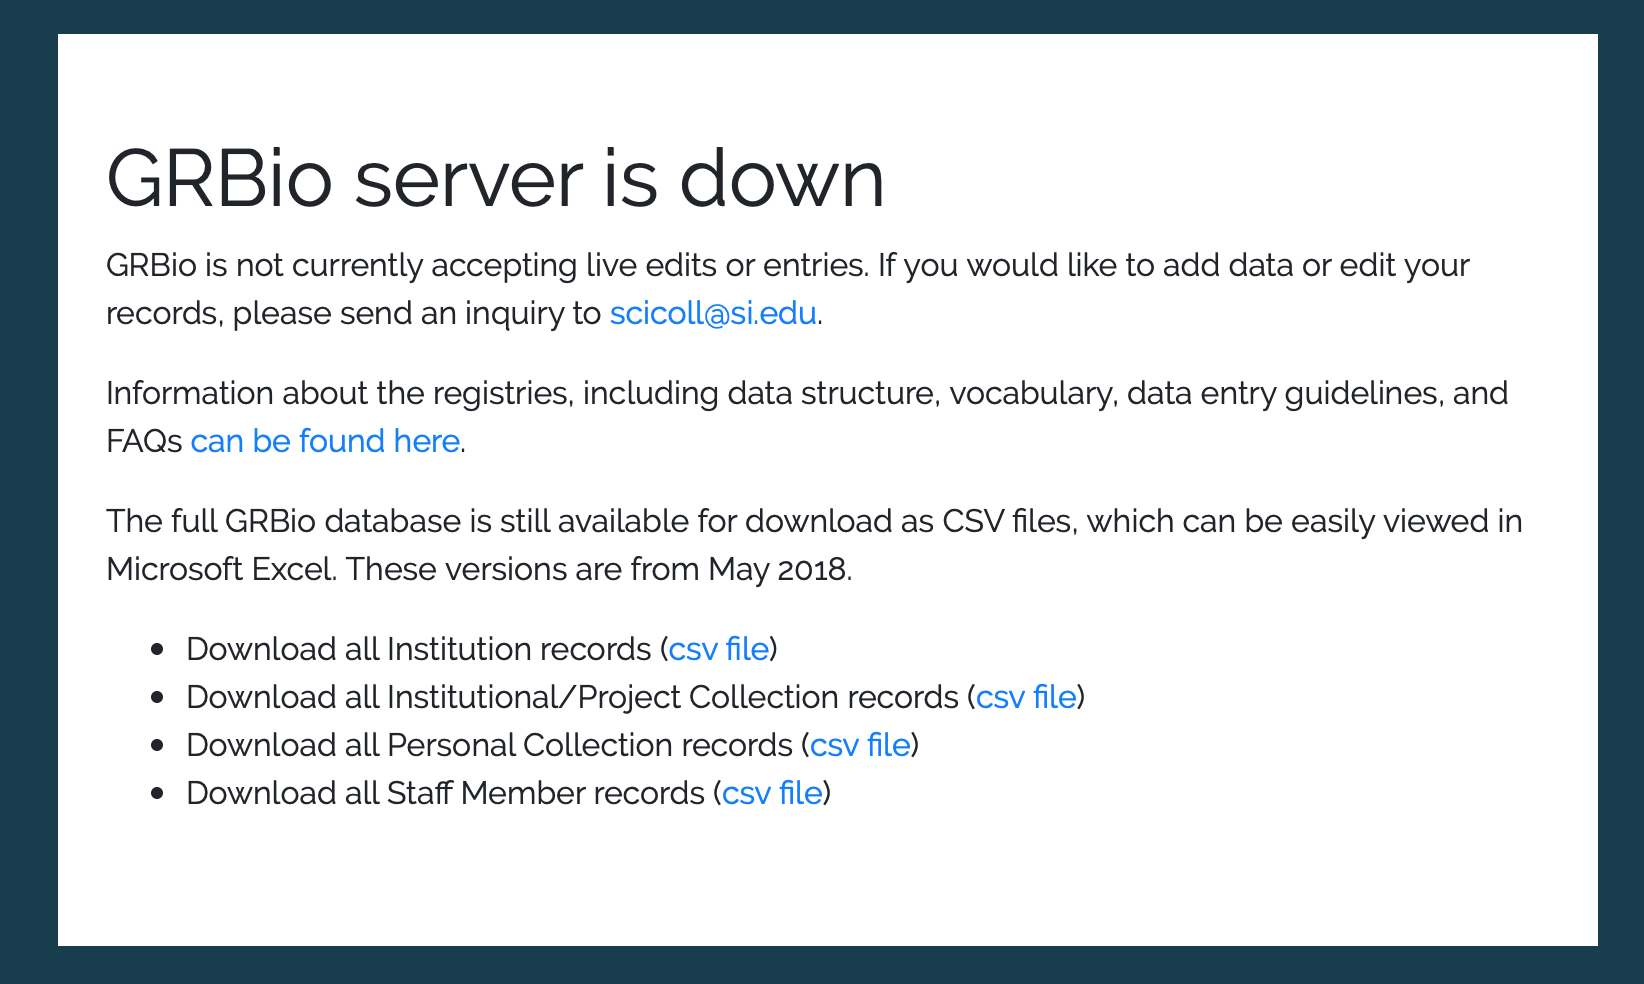 GRBio server is down
GRBio is not currently accepting live edits or entries. If you would like to add data or edit your
records, please send an inquiry to scicoll@si.edu.
Information about the registries, including data structure, vocabulary, data entry guidelines, and
FAQs can be found here.
The full GRBio database is still available for download as CSV files, which can be easily viewed in
Microsoft Excel. These versions are from May 2018.
• Download all Institution records (csv file)
• Download all Institutional/Project Collection records (csv file)
• Download all Personal Collection records (csv file)
• Download all Staff Member records (csv file)